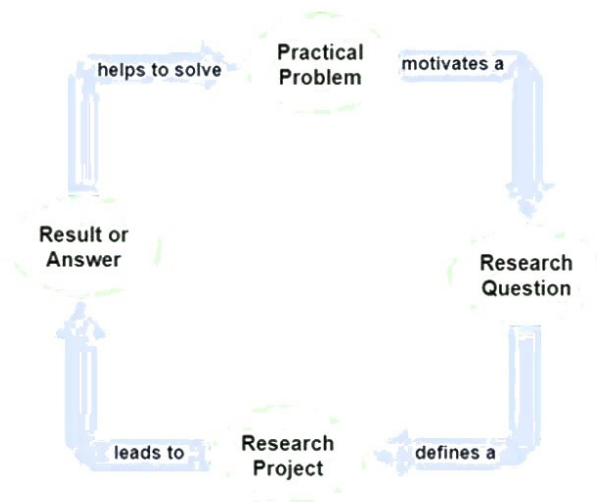 Practical
Problem
motivates a
Research
Question
defines a
Research
Project
leads to
Result or
Answer
helps to solve